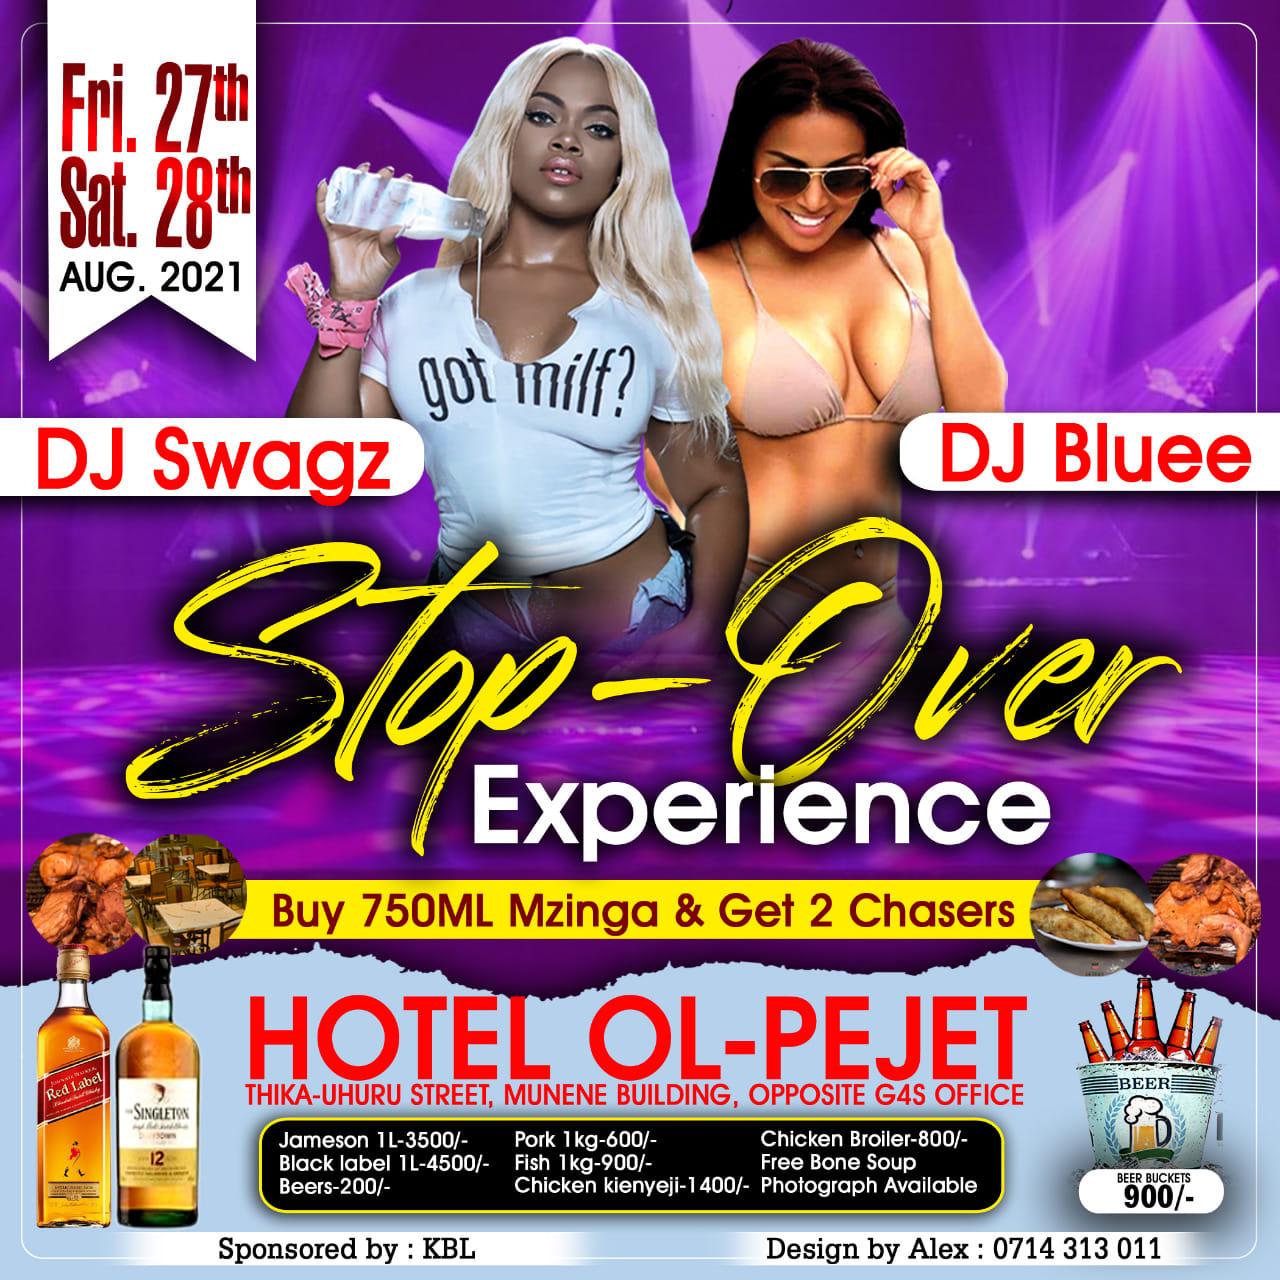 Fri. 27th
Sat. 28th
AUG. 2021
got milf?
DJ Swagz
DJ Bluee
Stop-Over
Experience
Buy 750ML Mzinga & Get 2 Chasers
HOTEL OL-PEJET
THIKA-UHURU STREET, MUNENE BUILDING, OPPOSITE G4S OFFICE
Jameson 1L-3500/-
Black label 1L-4500/-
Beers-200/-
Pork 1kg-600/-
Fish 1kg-900/-
Chicken kienyeji-1400/-
Chicken Broiler-800/-
Free Bone Soup
Photograph Available
Red Label
SINGLETON
12
BEER
BEER BUCKETS
900/-
Sponsored by : KBL
Design by Alex : 0714 313 011